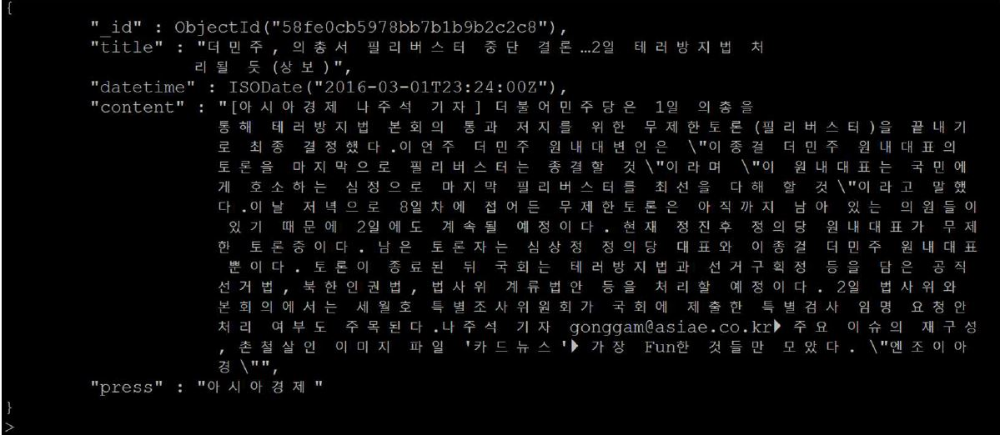 {
"_id" : ObjectId("58fe0cb5978bb7b1b9b2c2c8"),
"title" : "더민주, 의총서 필리버스터 중단 결론…2일 테러방지법 처
리될 듯(상보)",
"datetime" : ISODate("2016-03-01T23:24:00Z"),
"content" : "[아시아경제 나주석 기자] 더불어민주당은 1일 의총을
통해 테러방지법 본회의 통과 저지를 위한 무제한토론(필리버스터)을 끝내기
로 최종 결정했다.이언주 더민주 원내대변인은 \"이종걸 더민주 원내대표의
토론을 마지막으로 필리버스터는 종결할 것\"이라며 \"이 원내대표는 국민에
게 호소하는 심정으로 마지막 필리버스터를 최선을 다해 할 것\"이라고 말했
다.이날 저녁으로 8일차에 접어든 무제한토론은 아직까지 남아 있는 의원들이
있기 때문에 2일에도 계속될 예정이다.현재 정진후 정의당 원내대표가 무제
한 토론중이다.남은 토론자는 심상정 정의당 대표와 이종걸 더민주 원내대표
뿐이다.토론이 종료된 뒤 국회는 테러방지법과 선거구획정 등을 담은 공직
선거법, 북한인권법, 법사위 계류법안 등을 처리할 예정이다.2일 법사위와
본회의에서는 세월호 특별조사위원회가 국회에 제출한 특별검사 임명 요청안
처리 여부도 주목된다.나주석 기자 gonggam@asiae.co.kr▶ 주요 이슈의 재구성
,촌철살인 이미지 파일 '카드뉴스'▶ 가장 Fun한 것들만 모았다. \"엔조이아
경\"",
"press" : "아시아경제"
}
>